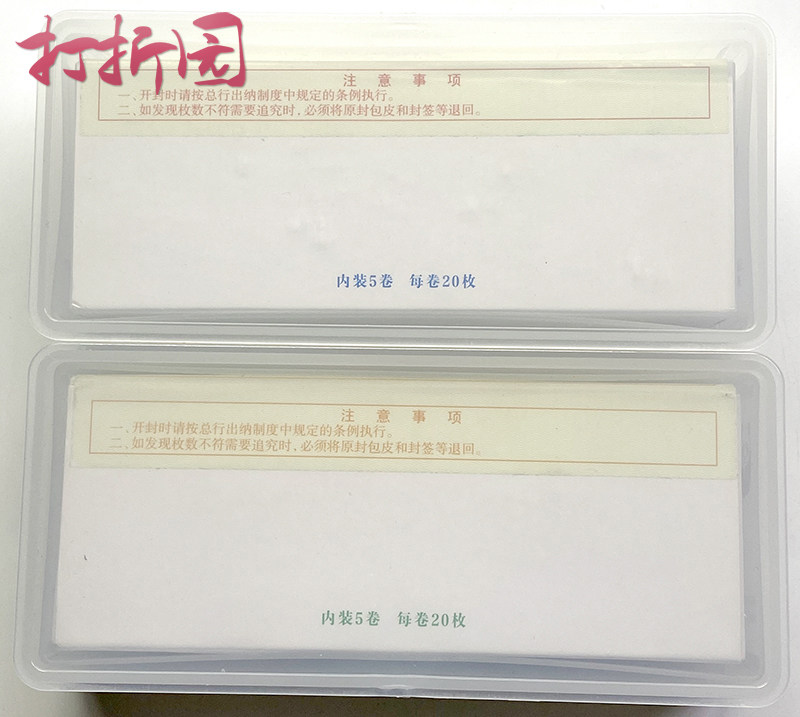 打折园
注意事项
一、开封时请按总行出纳制度中规定的条例执行。
二、如发现枚数不符需要追究时，必须将原封包皮和封签等退回。
内装5卷 每卷20枚
注意事项
一、开封时请按总行出纳制度中规定的条例执行。
二、如发现枚数不符需要追究时，必须将原封包皮和封签等退回。
内装5卷 每卷20枚